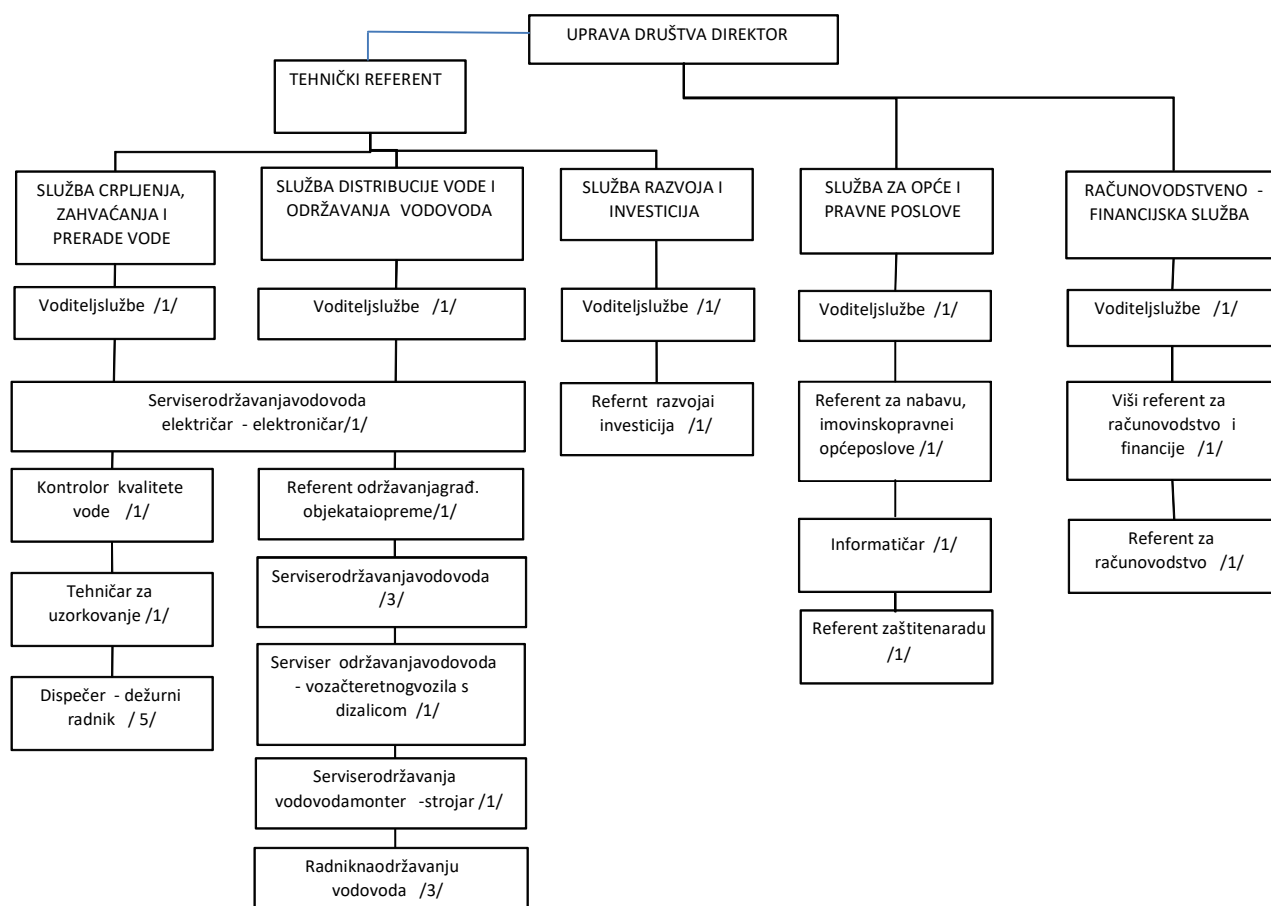 UPRAVA DRUŠTVA DIREKTOR
TEHNIČKI REFERENT
SLUŽBA CRPLJENJA,
ZAHVAĆANJA I
PRERADE VODE
SLUŽBA DISTRIBUCIJE VODE I
ODRŽAVANJA VODOVODA
SLUŽBA RAZVOJA I
INVESTICIJA
SLUŽBA ZA OPĆE I
PRAVNE POSLOVE
RAČUNOVODSTVENO -
FINANCIJSKA SLUŽBA
Voditeljslužbe /1/
Voditeljslužbe /1/
Voditeljslužbe /1/
Voditeljslužbe /1/
Voditeljslužbe /1/
Serviserodržavanjavodovoda
električar - elektroničar/1/
Refernt razvojai
investicija /1/
Referent za nabavu,
imovinskopravnei
općeposlove /1/
Viši referent za
računovodstvo i
financije /1/
Kontrolor kvalitete
vode /1/
Referent održavanjagrađ.
objekataiopreme/1/
Informatičar /1/
Referent za
računovodstvo /1/
Tehničar za
uzorkovanje /1/
Serviserodržavanjavodovoda
/3/
Referent zaštitenaradu
/1/
Dispečer - dežurni
radnik / 5/
Serviser održavanjavodovoda
- vozačteretnogvozila s
dizalicom /1/
Serviserodržavanja
vodovodamonter -strojar /1/
Radniknaodržavanju
vodovoda /3/